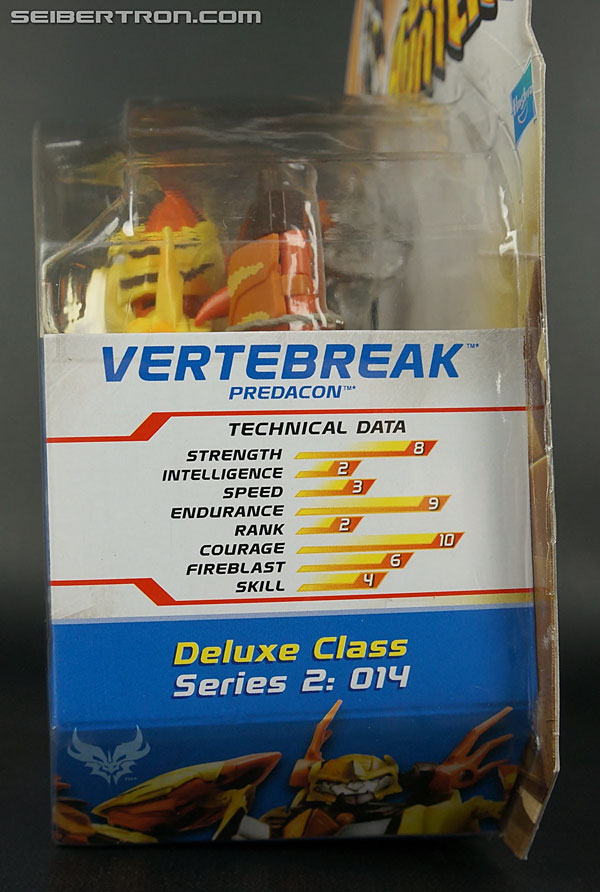 SEIBERTRON.COM
Hasbro
VERTEBREAK™*
PREDACON™*
TECHNICAL DATA
STRENGTH 8
INTELLIGENCE 2
SPEED 3
ENDURANCE 9
RANK 2
COURAGE 10
FIREBLAST 6
SKILL 4
Deluxe Class
Series 2: 014